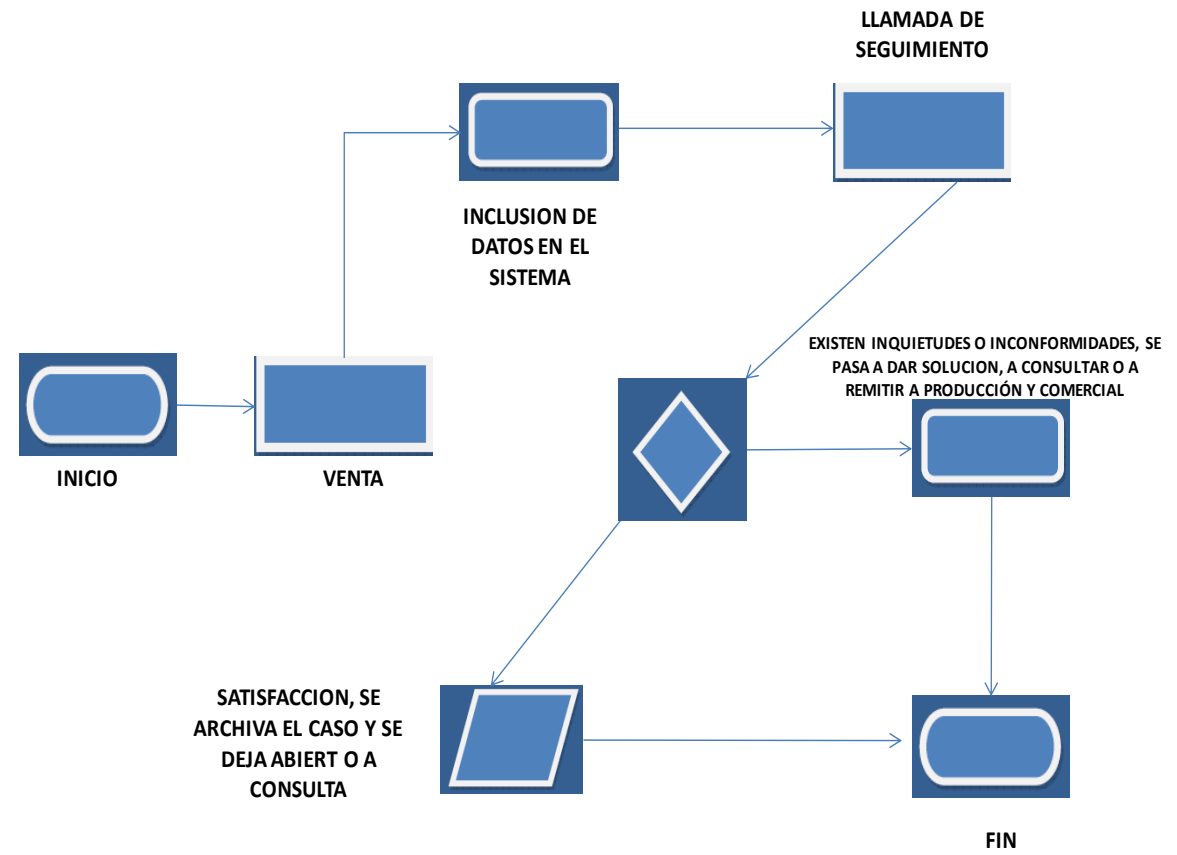 LLAMADA DE
SEGUIMIENTO
INCLUSION DE
DATOS EN EL
SISTEMA
EXISTEN INQUIETUDES O INCONFORMIDADES, SE
PASA A DAR SOLUCION, A CONSULTAR O A
REMITIR A PRODUCCIÓN Y COMERCIAL
INICIO
VENTA
SATISFACCION, SE
ARCHIVA EL CASO Y SE
DEJA ABIERT O A
CONSULTA
FIN